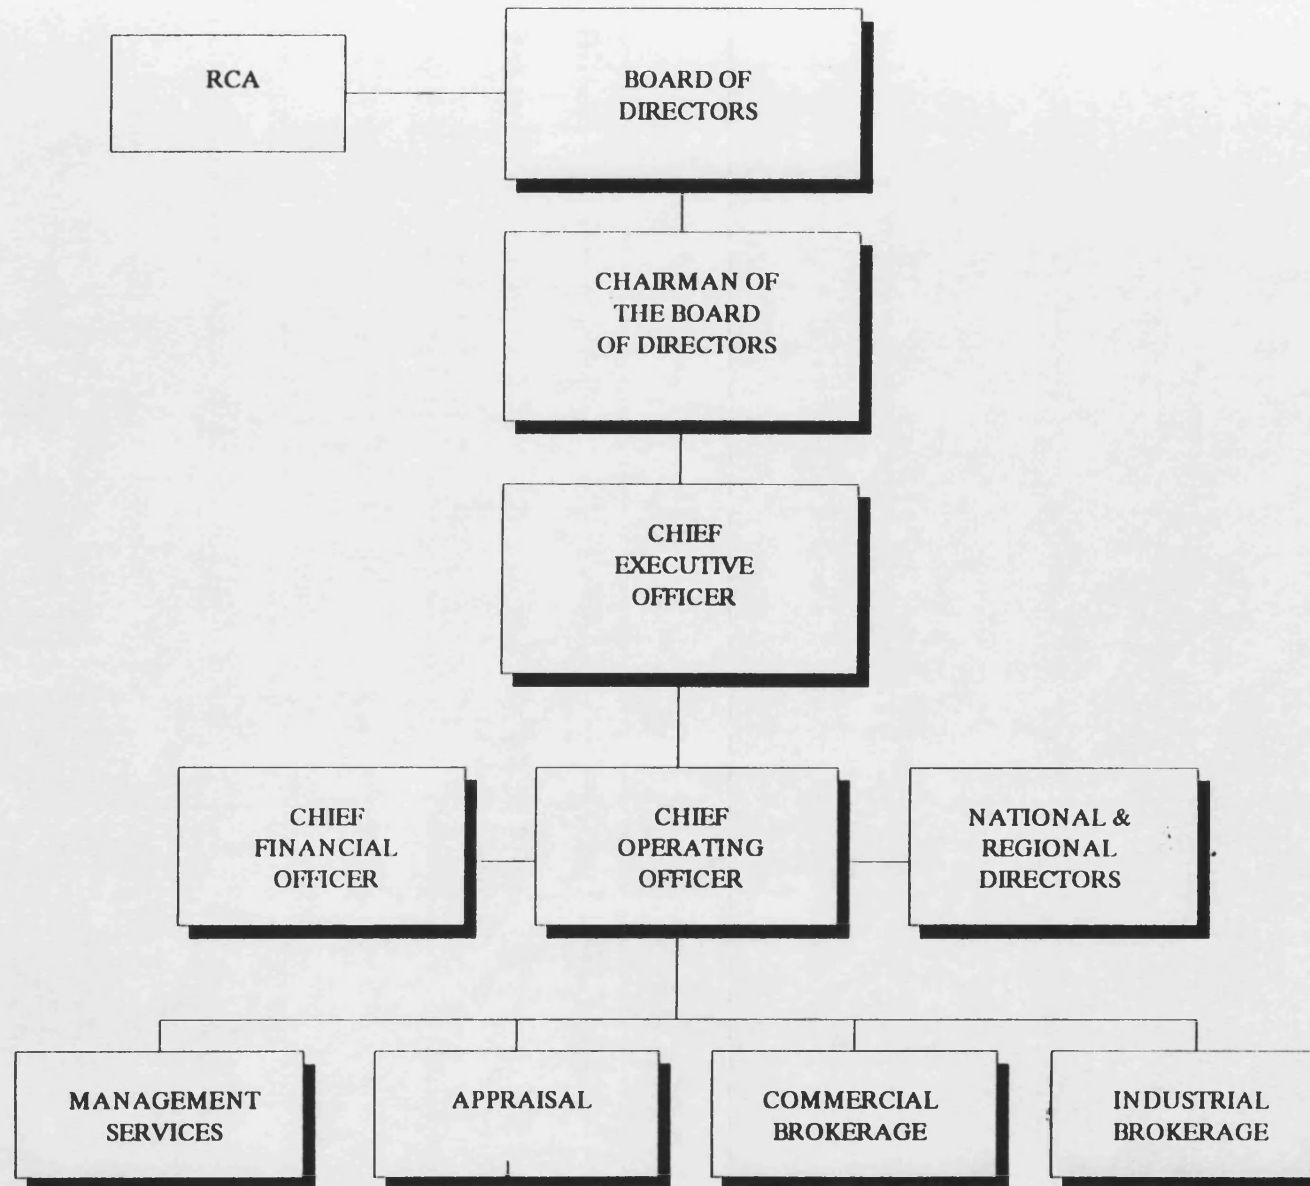 RCA
BOARD OF
DIRECTORS
CHAIRMAN OF
THE BOARD
OF DIRECTORS
CHIEF
EXECUTIVE
OFFICER
CHIEF
FINANCIAL
OFFICER
CHIEF
OPERATING
OFFICER
NATIONAL &
REGIONAL
DIRECTORS
MANAGEMENT
SERVICES
APPRAISAL
COMMERCIAL
BROKERAGE
INDUSTRIAL
BROKERAGE